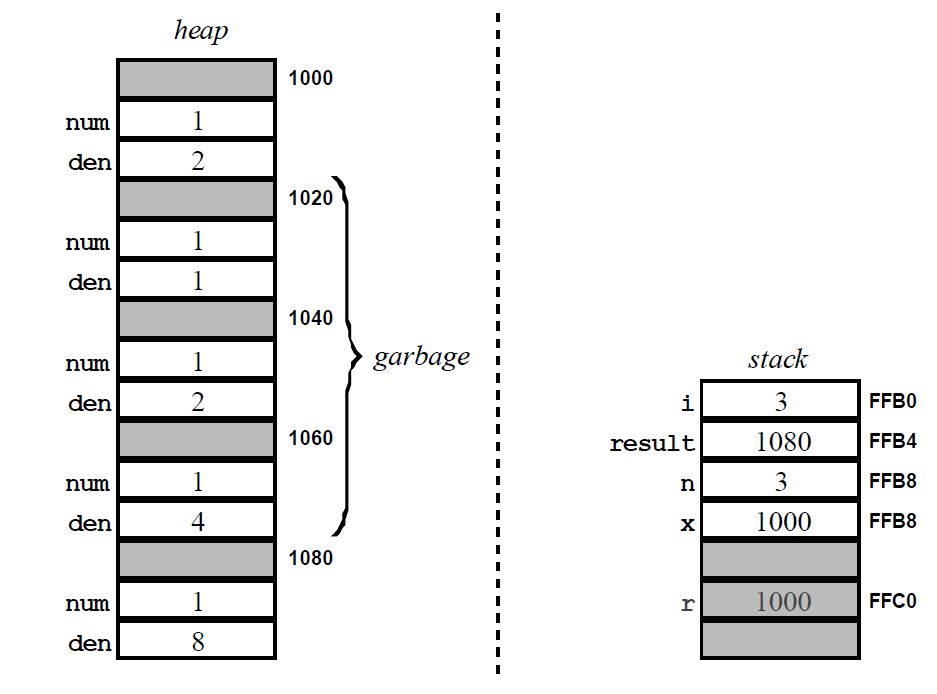 heap
1000
num 1
den 2
1020
num 1
den 1
1040
num 1
den 2
1060
num 1
den 4
1080
num 1
den 8
garbage
stack
i 3 FFB0
result 1080 FFB4
n 3 FFB8
x 1000 FFB8
r 1000 FFC0